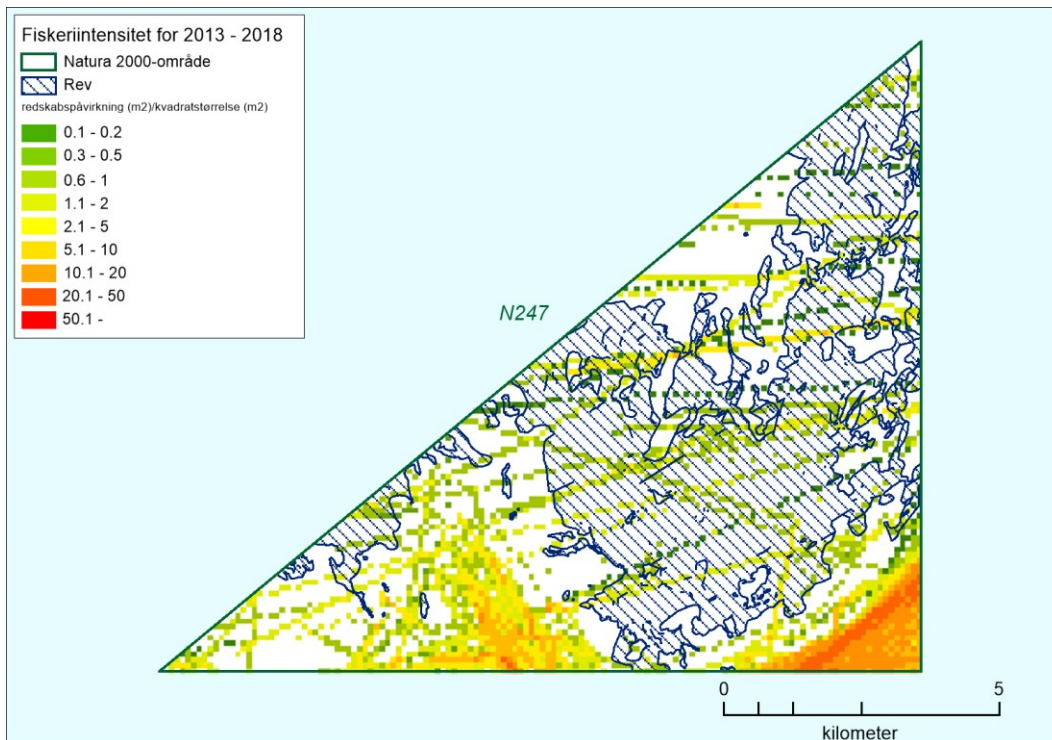 Fiskeriintensitet for 2013 - 2018
Natura 2000-område
Rev
redskabspåvirkning (m2)/kvadratstørrelse (m2)
0.1 - 0.2
0.3 - 0.5
0.6 - 1
1.1 - 2
2.1 - 5
5.1 - 10
10.1 - 20
20.1 - 50
50.1 -
N247
0 5
kilometer